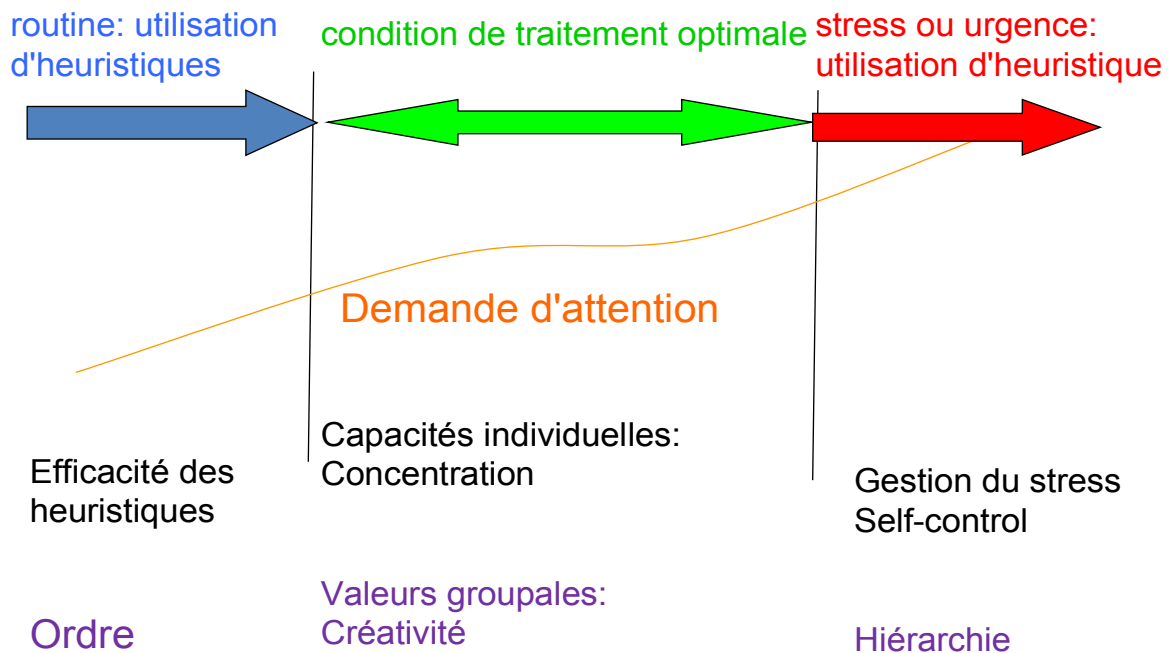 routine: utilisation
d'heuristiques
condition de traitement optimale
stress ou urgence:
utilisation d'heuristique
Demande d'attention
Efficacité des
heuristiques
Capacités individuelles:
Concentration
Gestion du stress
Self-control
Ordre
Valeurs groupales:
Créativité
Hiérarchie